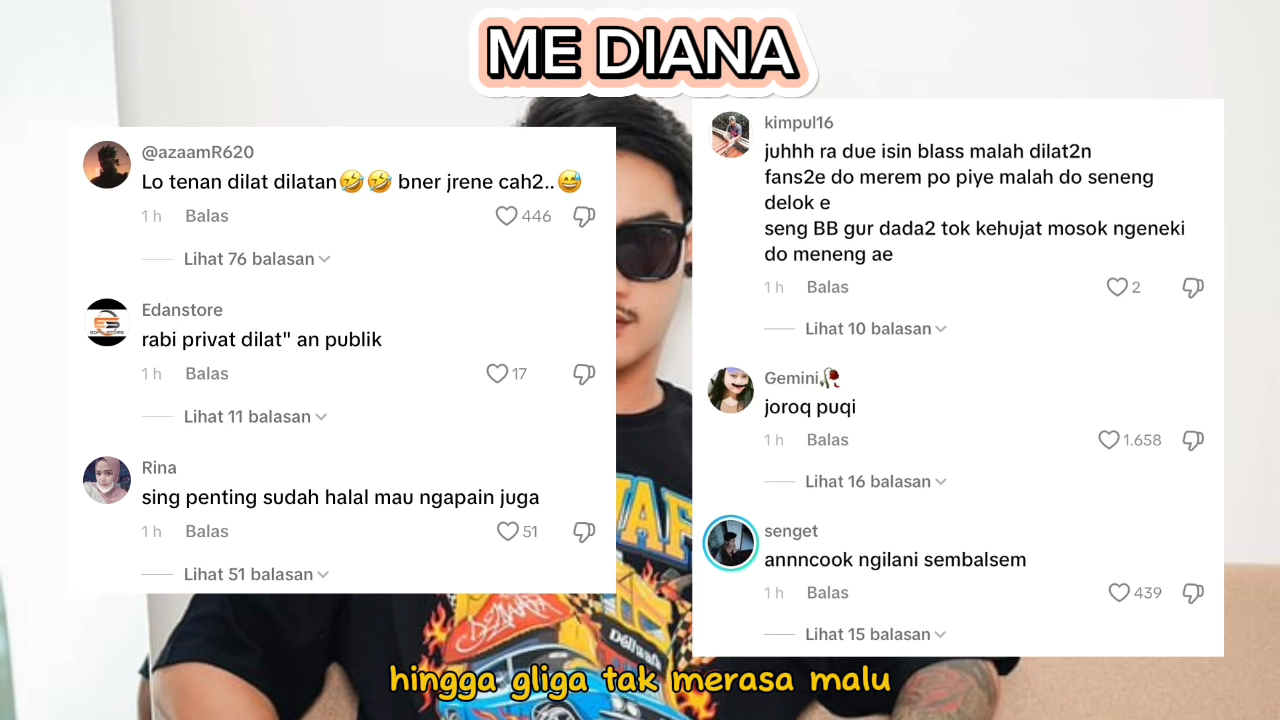 ME DIANA
@azaamR620
Lo tenan dilat dilatan🤣🤣 bner jrene cah2..😅
1 h Balas 446
Lihat 76 balasan
Edanstore
rabi privat dilat" an publik
1 h Balas 17
Lihat 11 balasan
Rina
sing penting sudah halal mau ngapain juga
1 h Balas 51
Lihat 51 balasan
kimpul16
juhhh ra due isin blass malah dilat2n
fans2e do merem po piye malah do seneng
delok e
seng BB gur dada2 tok kehujat mosok ngeneki
do meneng ae
1 h Balas 2
Lihat 10 balasan
Gemini🥀
joroq puqi
1 h Balas 1.658
Lihat 16 balasan
senget
annncook ngilani sembalsem
1 h Balas 439
Lihat 15 balasan
hingga gliga tak merasa malu